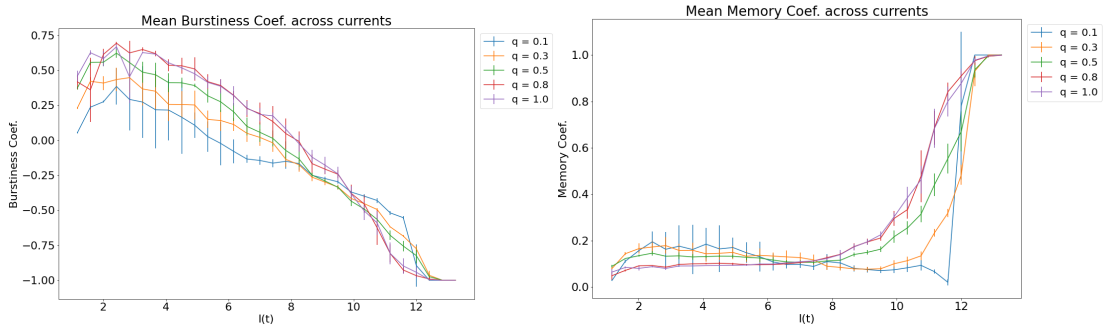 Mean Burstiness Coef. across currents
0.75
0.50
0.25
0.00
−0.25
−0.50
−0.75
−1.00
Burstiness Coef.
2
4
6
8
10
12
I(t)
q = 0.1
q = 0.3
q = 0.5
q = 0.8
q = 1.0
Mean Memory Coef. across currents
1.0
0.8
0.6
0.4
0.2
0.0
Memory Coef.
2
4
6
8
10
12
I(t)
q = 0.1
q = 0.3
q = 0.5
q = 0.8
q = 1.0